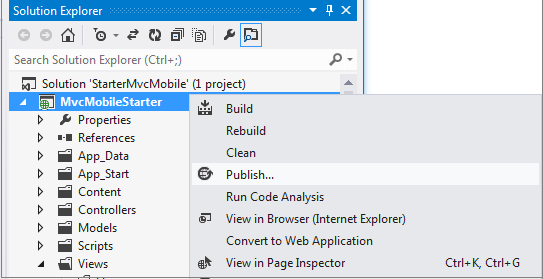 Solution Explorer
Search Solution Explorer (Ctrl+;)
Solution 'StarterMvcMobile' (1 project)
MvcMobileStarter
Properties
References
App_Data
App_Start
Content
Controllers
Models
Scripts
Views
Build
Rebuild
Clean
Publish...
Run Code Analysis
View in Browser (Internet Explorer)
Convert to Web Application
View in Page Inspector Ctrl+K, Ctrl+G